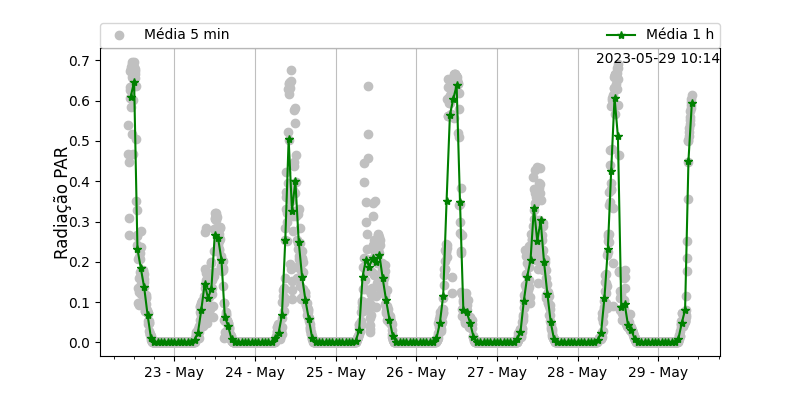 Média 5 min
Média 1 h
2023-05-29 10:14
Radiação PAR
0.7
0.6
0.5
0.4
0.3
0.2
0.1
0.0
23 - May
24 - May
25 - May
26 - May
27 - May
28 - May
29 - May